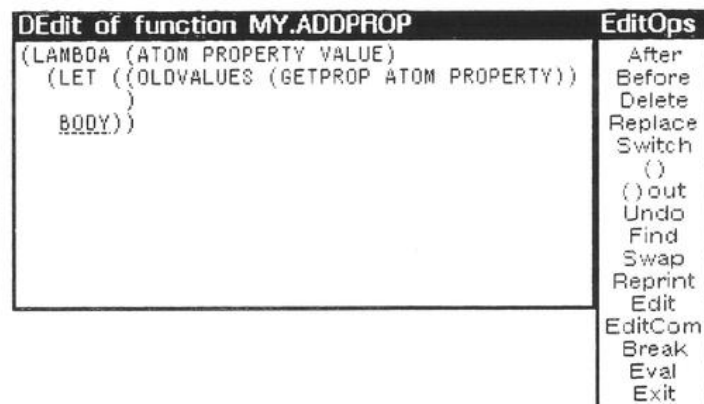 DEdit of function MY.ADDPROP
(LAMBDA (ATOM PROPERTY VALUE)
(LET ((OLDVALUES (GETPROP ATOM PROPERTY))
)
BODY))
EditOps
After
Before
Delete
Replace
Switch
()
() out
Undo
Find
Swap
Reprint
Edit
EditCom
Break
Eval
Exit